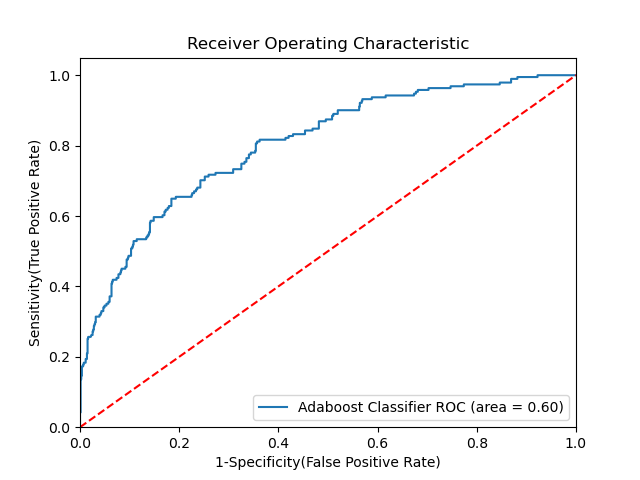 Receiver Operating Characteristic
1.0
0.8
0.6
0.4
0.2
0.0
Sensitivity(True Positive Rate)
Adaboost Classifier ROC (area = 0.60)
0.0 0.2 0.4 0.6 0.8 1.0
1-Specificity(False Positive Rate)